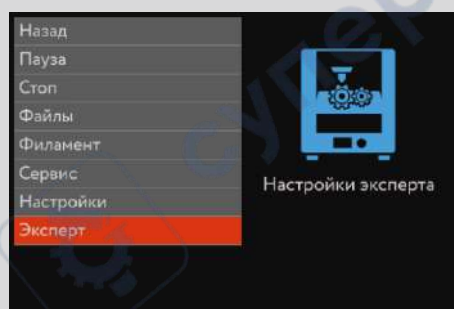 Назад
Пауза
Стоп
Файлы
Филамент
Сервис
Настройки
Эксперт
Настройки эксперта